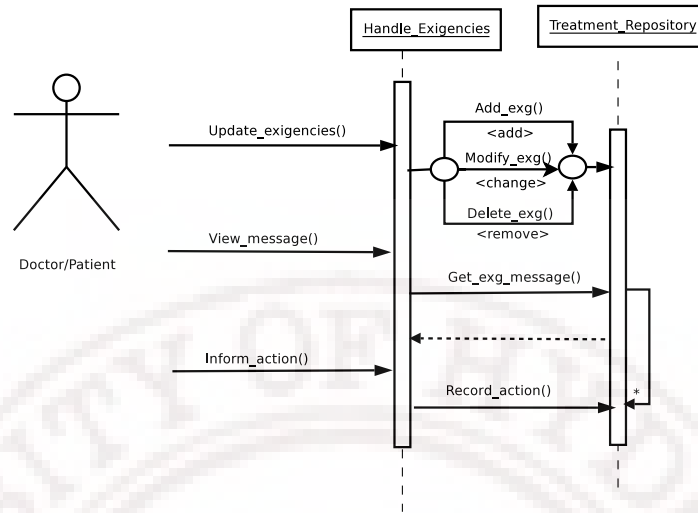 Handle_Exigencies
Treatment_Repository
Add_exg()
<add>
Update_exigencies()
Modify_exg()
<change>
Delete_exg()
<remove>
View_message()
Doctor/Patient
Get_exg_message()
Inform_action()
Record_action()
*